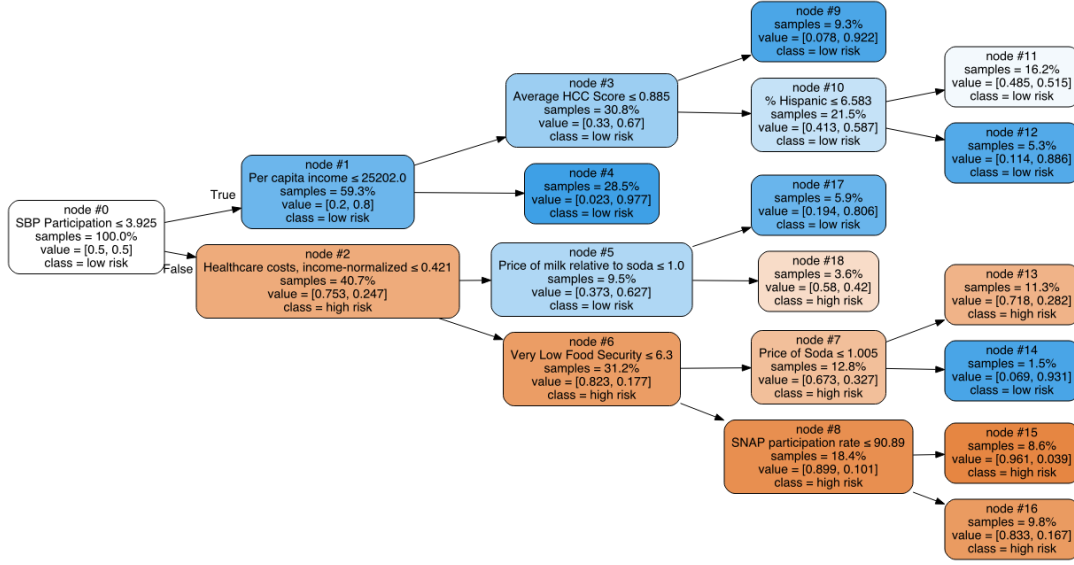 node #0
SBP Participation ≤ 3.925
samples = 100.0%
value = [0.5, 0.5]
class = low risk
True
False
node #1
Per capita income ≤ 25202.0
samples = 59.3%
value = [0.2, 0.8]
class = low risk
node #2
Healthcare costs, income-normalized ≤ 0.421
samples = 40.7%
value = [0.753, 0.247]
class = high risk
node #3
Average HCC Score ≤ 0.885
samples = 30.8%
value = [0.33, 0.67]
class = low risk
node #4
samples = 28.5%
value = [0.023, 0.977]
class = low risk
node #5
Price of milk relative to soda ≤ 1.0
samples = 9.5%
value = [0.373, 0.627]
class = low risk
node #6
Very Low Food Security ≤ 6.3
samples = 31.2%
value = [0.823, 0.177]
class = high risk
node #9
samples = 9.3%
value = [0.078, 0.922]
class = low risk
node #10
% Hispanic ≤ 6.583
samples = 21.5%
value = [0.413, 0.587]
class = low risk
node #17
samples = 5.9%
value = [0.194, 0.806]
class = low risk
node #18
samples = 3.6%
value = [0.58, 0.42]
class = high risk
node #7
Price of Soda ≤ 1.005
samples = 12.8%
value = [0.673, 0.327]
class = high risk
node #8
SNAP participation rate ≤ 90.89
samples = 18.4%
value = [0.899, 0.101]
class = high risk
node #11
samples = 16.2%
value = [0.485, 0.515]
class = low risk
node #12
samples = 5.3%
value = [0.114, 0.886]
class = low risk
node #13
samples = 11.3%
value = [0.718, 0.282]
class = high risk
node #14
samples = 1.5%
value = [0.069, 0.931]
class = low risk
node #15
samples = 8.6%
value = [0.961, 0.039]
class = high risk
node #16
samples = 9.8%
value = [0.833, 0.167]
class = high risk